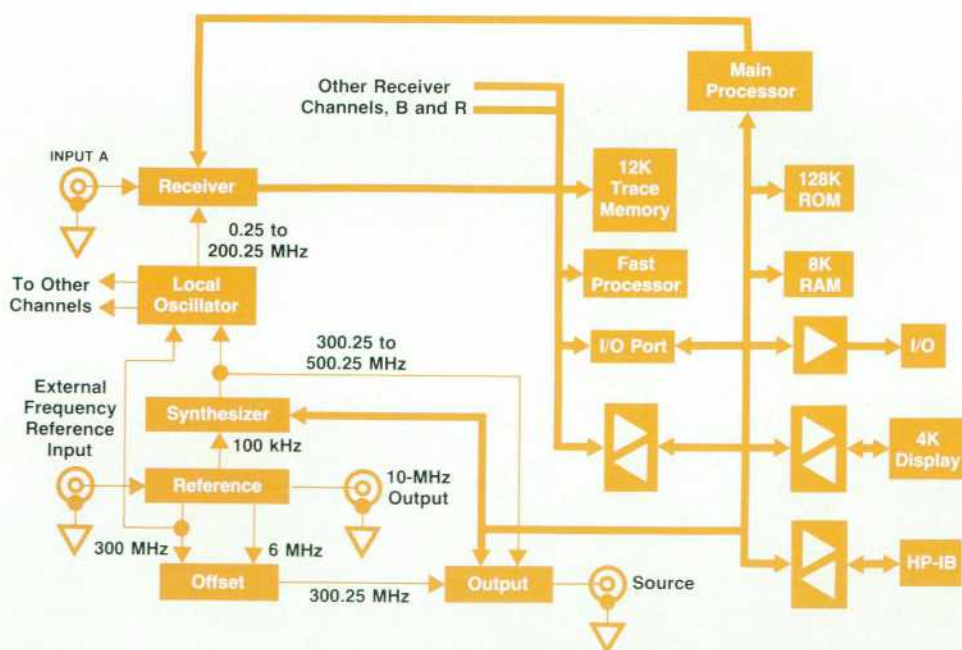 Main
Processor
Other Receiver
Channels, B and R
INPUT A
Receiver
12K
Trace
Memory
128K
ROM
0.25 to
200.25 MHz
To Other
Channels
Local
Oscillator
Fast
Processor
8K
RAM
300.25 to
500.25 MHz
I/O Port
I/O
External
Frequency
Reference
Input
Synthesizer
100 kHz
4K
Display
Reference
10-MHz
Output
300 MHz
6 MHz
Offset
300.25 MHz
Output
Source
HP-IB